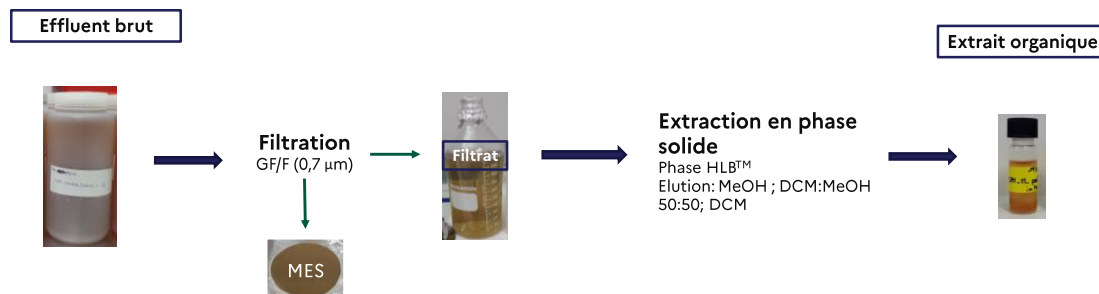 Effluent brut
Extrait organique
Filtration
GF/F (0,7 µm)
Filtrat
Extraction en phase
solide
Phase HLB™
Elution: MeOH ; DCM:MeOH
50:50; DCM
MES